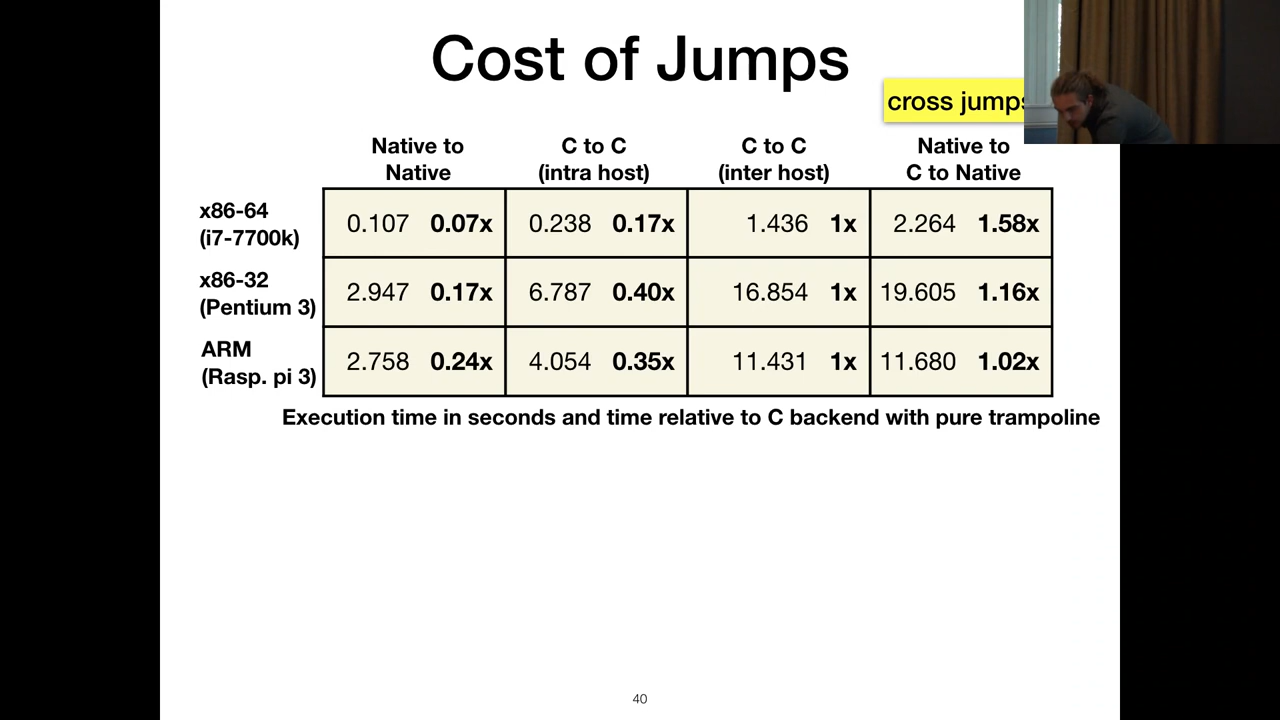 Cost of Jumps
cross jumps
Native to
Native
C to C
(intra host)
C to C
(inter host)
Native to
C to Native
x86-64
(i7-7700k)
0.107 0.07x 0.238 0.17x 1.436 1x 2.264 1.58x
x86-32
(Pentium 3)
2.947 0.17x 6.787 0.40x 16.854 1x 19.605 1.16x
ARM
(Rasp. pi 3)
2.758 0.24x 4.054 0.35x 11.431 1x 11.680 1.02x
Execution time in seconds and time relative to C backend with pure trampoline
40